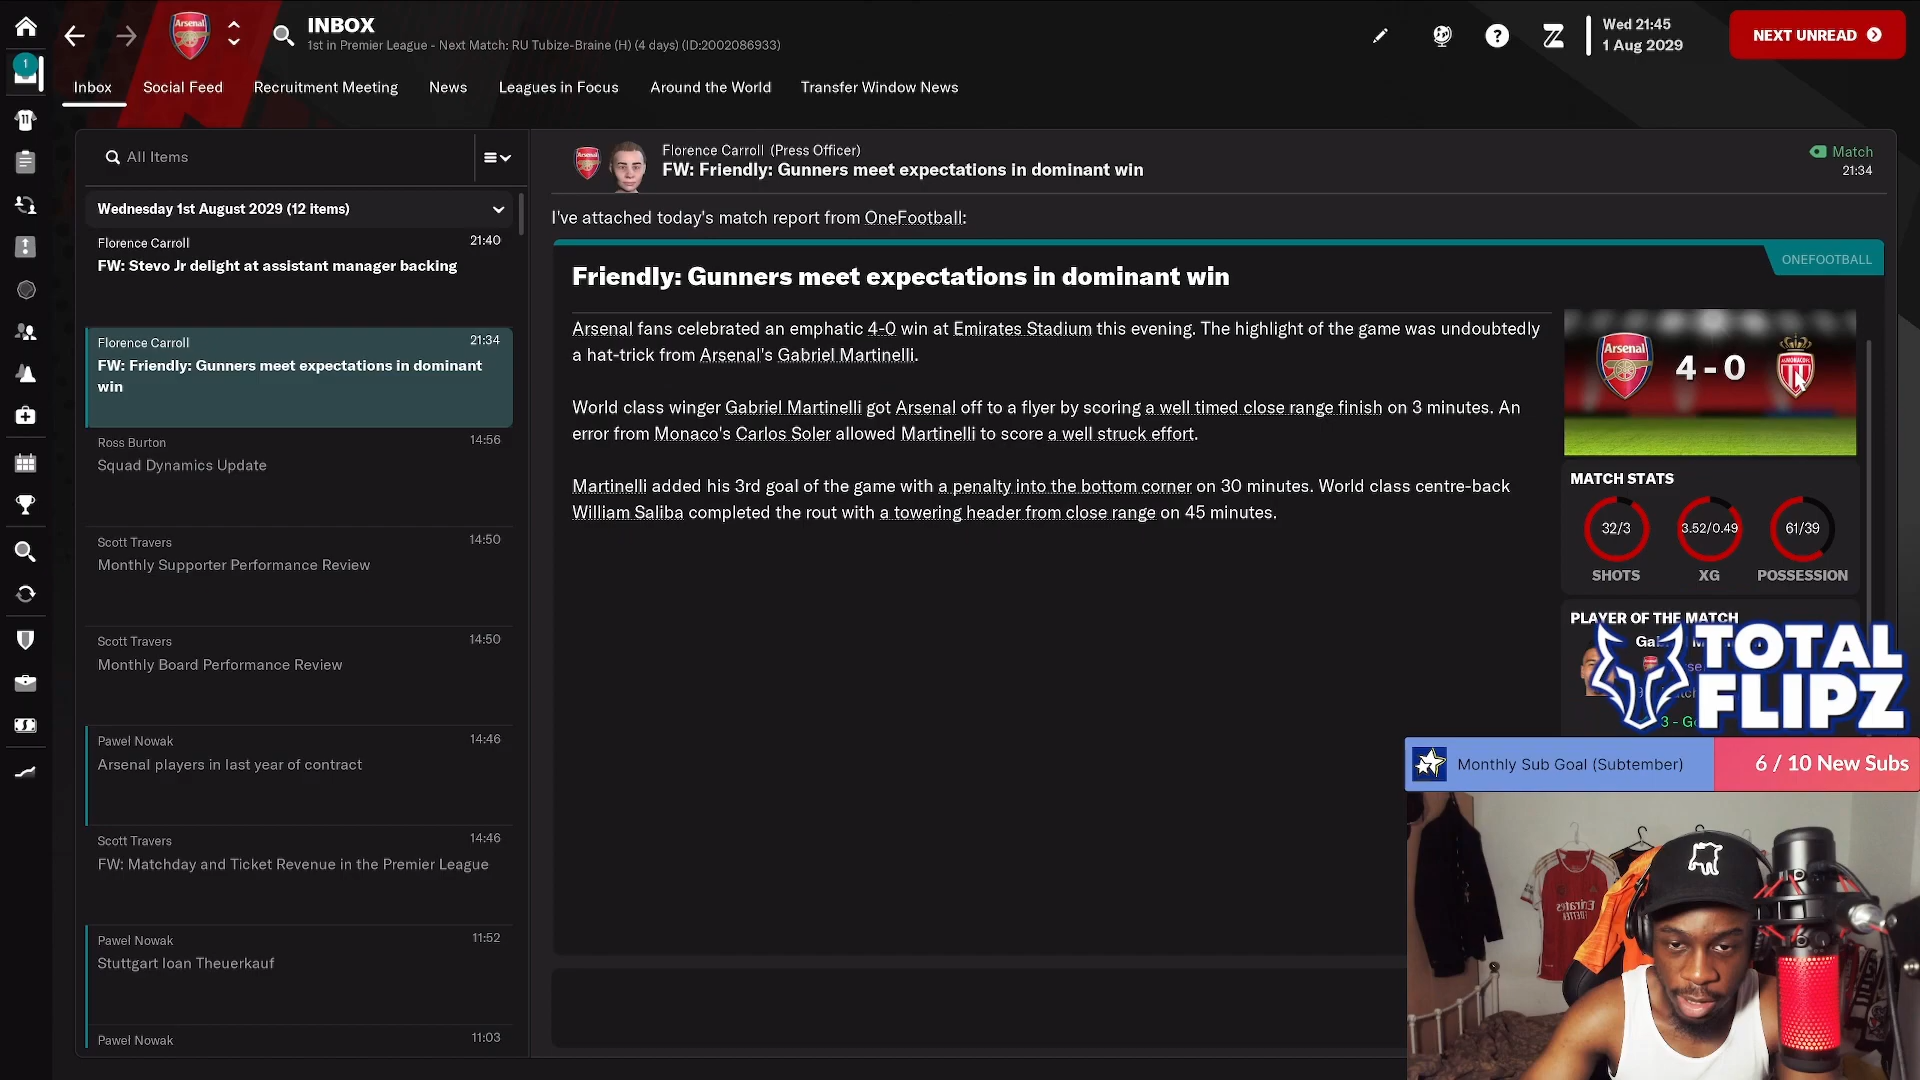 INBOX
1st in Premier League - Next Match: RU Tubize-Braine (H) (4 days) (ID:2002086933)
Wed 21:45
1 Aug 2029
NEXT UNREAD
1
Inbox
Social Feed
Recruitment Meeting
News
Leagues in Focus
Around the World
Transfer Window News
All Items
Wednesday 1st August 2029 (12 items)
Florence Carroll 21:40
FW: Stevo Jr delight at assistant manager backing
Florence Carroll 21:34
FW: Friendly: Gunners meet expectations in dominant
win
Ross Burton 14:56
Squad Dynamics Update
Scott Travers 14:50
Monthly Supporter Performance Review
Scott Travers 14:50
Monthly Board Performance Review
Pawel Nowak 14:46
Arsenal players in last year of contract
Scott Travers 14:46
FW: Matchday and Ticket Revenue in the Premier League
Pawel Nowak 11:52
Stuttgart loan Theuerkauf
Pawel Nowak 11:03
Florence Carroll (Press Officer)
FW: Friendly: Gunners meet expectations in dominant win
Match
21:34
I've attached today's match report from OneFootball:
ONEFOOTBALL
Friendly: Gunners meet expectations in dominant win
Arsenal fans celebrated an emphatic 4-0 win at Emirates Stadium this evening. The highlight of the game was undoubtedly
a hat-trick from Arsenal's Gabriel Martinelli.
World class winger Gabriel Martinelli got Arsenal off to a flyer by scoring a well timed close range finish on 3 minutes. An
error from Monaco's Carlos Soler allowed Martinelli to score a well struck effort.
Martinelli added his 3rd goal of the game with a penalty into the bottom corner on 30 minutes. World class centre-back
William Saliba completed the rout with a towering header from close range on 45 minutes.
Arsenal
4 - 0
MATCH STATS
32/3
3.52/0.49
61/39
SHOTS
XG
POSSESSION
PLAYER OF THE MATCH
TOTAL
FLIPZ
Monthly Sub Goal (Subtember)
6 / 10 New Subs